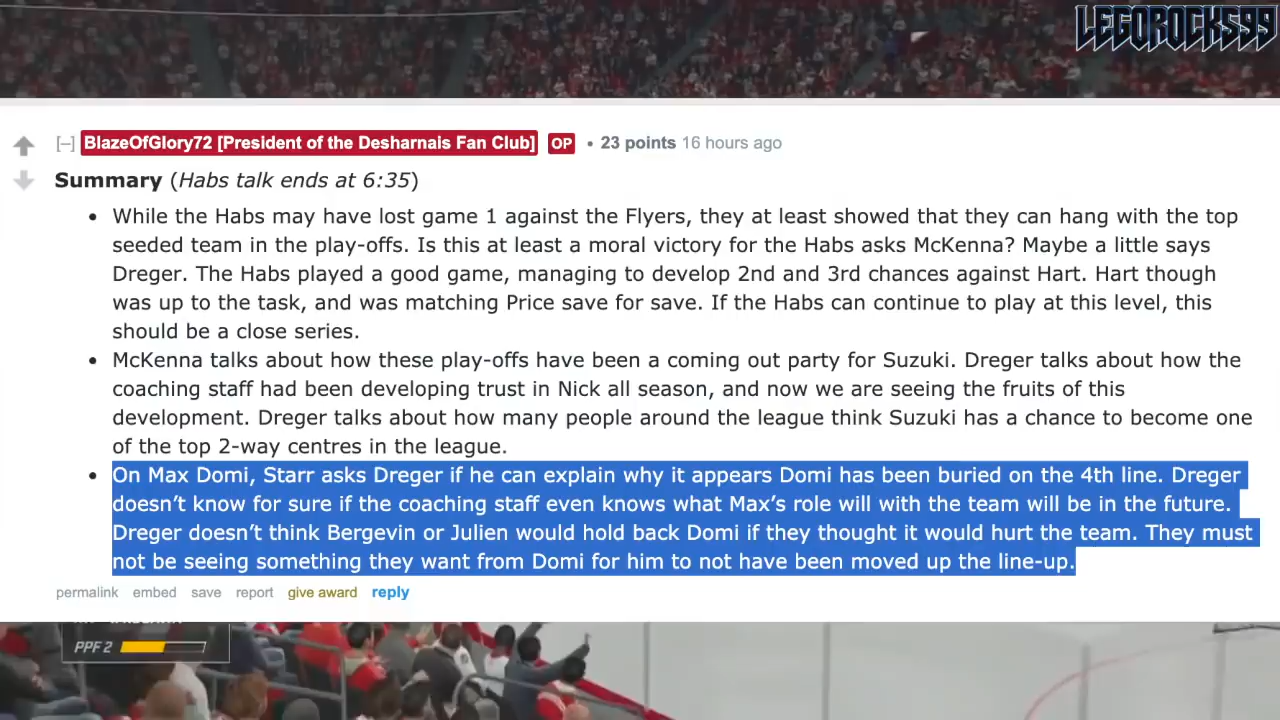 LEGOROCKS99
[–] BlazeOfGlory72 [President of the Desharnais Fan Club] OP • 23 points 16 hours ago
Summary (Habs talk ends at 6:35)
• While the Habs may have lost game 1 against the Flyers, they at least showed that they can hang with the top
seeded team in the play-offs. Is this at least a moral victory for the Habs asks McKenna? Maybe a little says
Dreger. The Habs played a good game, managing to develop 2nd and 3rd chances against Hart. Hart though
was up to the task, and was matching Price save for save. If the Habs can continue to play at this level, this
should be a close series.
• McKenna talks about how these play-offs have been a coming out party for Suzuki. Dreger talks about how the
coaching staff had been developing trust in Nick all season, and now we are seeing the fruits of this
development. Dreger talks about how many people around the league think Suzuki has a chance to become one
of the top 2-way centres in the league.
• On Max Domi, Starr asks Dreger if he can explain why it appears Domi has been buried on the 4th line. Dreger
doesn’t know for sure if the coaching staff even knows what Max’s role will with the team will be in the future.
Dreger doesn’t think Bergevin or Julien would hold back Domi if they thought it would hurt the team. They must
not be seeing something they want from Domi for him to not have been moved up the line-up.
permalink embed save report give award reply
PPF 2